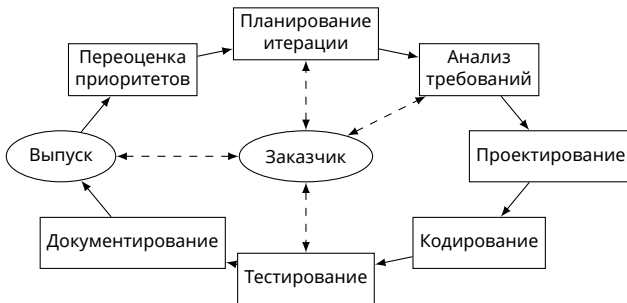 Планирование
итерации
Переоценка
приоритетов
Анализ
требований
Выпуск
Заказчик
Проектирование
Документирование
Кодирование
Тестирование